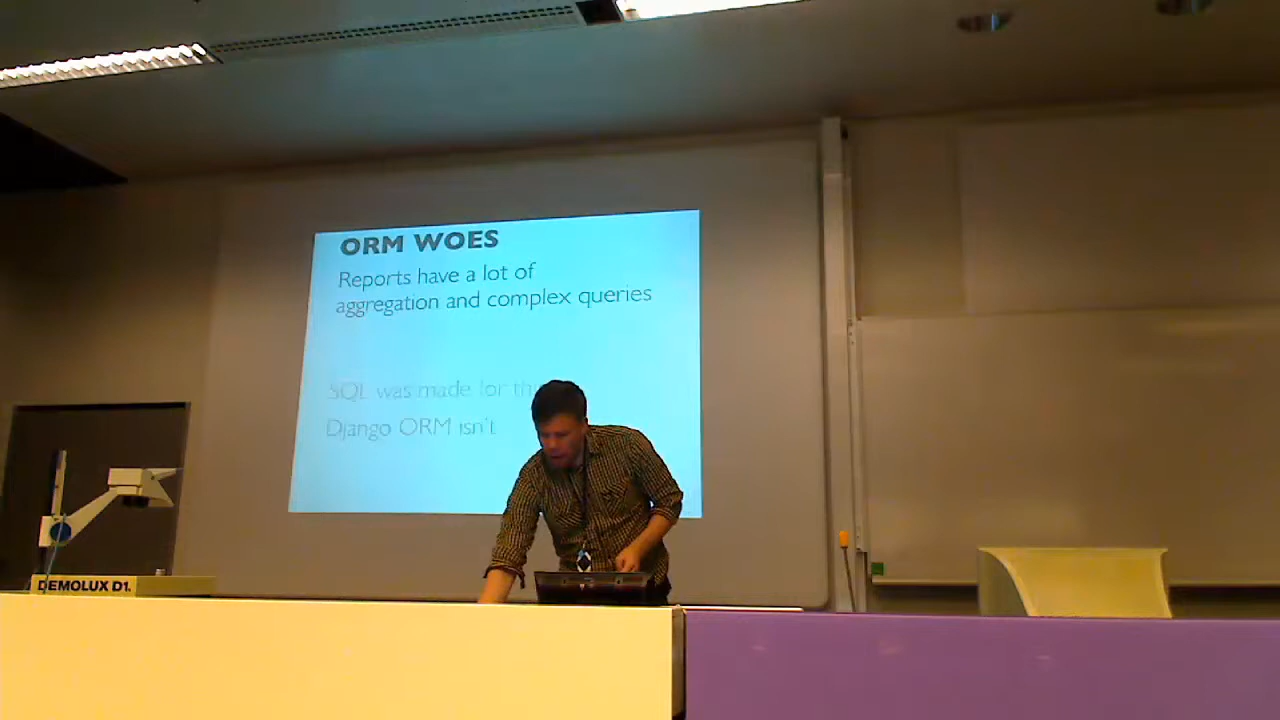 ORM WOES
Reports have a lot of
aggregation and complex queries
SQL was made for
Django ORM isn't
DEMOLUX D1.